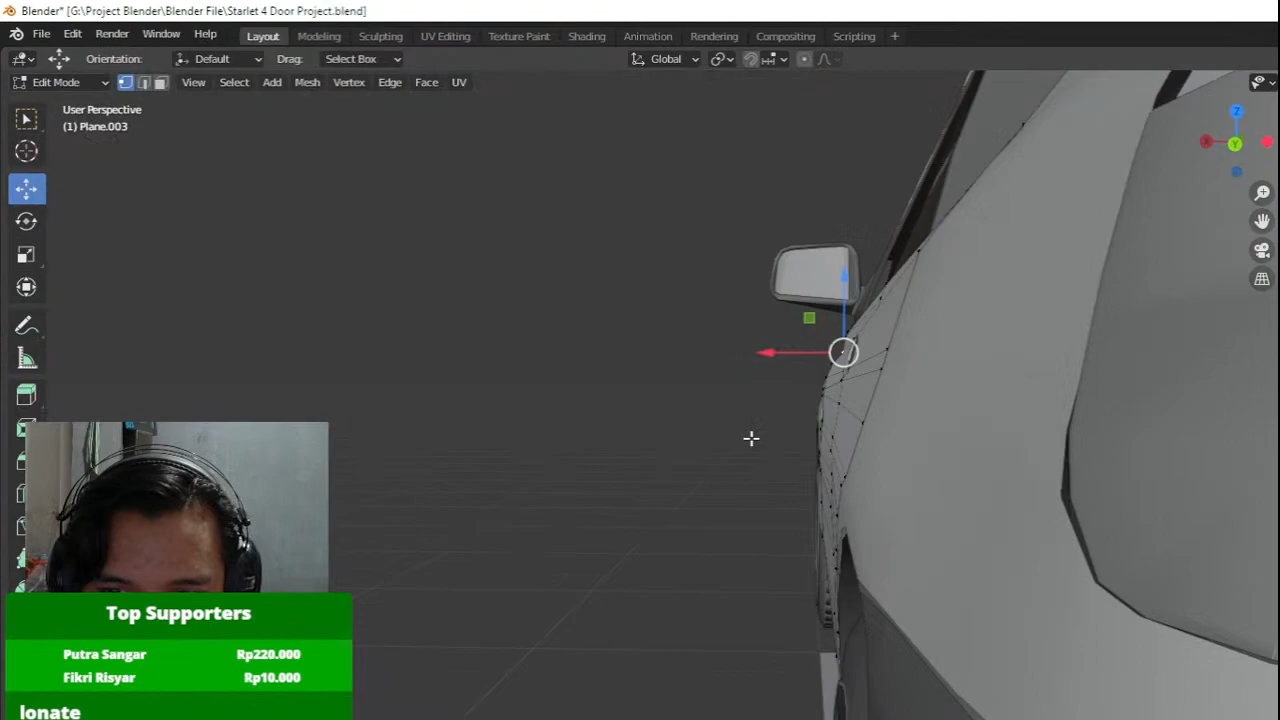 Blender* [G:\Project Blender\Blender File\Starlet 4 Door Project.blend]
File Edit Render Window Help Layout Modeling Sculpting UV Editing Texture Paint Shading Animation Rendering Compositing Scripting +
Orientation: Default Drag: Select Box Global
Edit Mode View Select Add Mesh Vertex Edge Face UV
User Perspective
(1) Plane.003
Z
X
Y
Top Supporters
Putra Sangar Rp220.000
Fikri Risyar Rp10.000
lonate